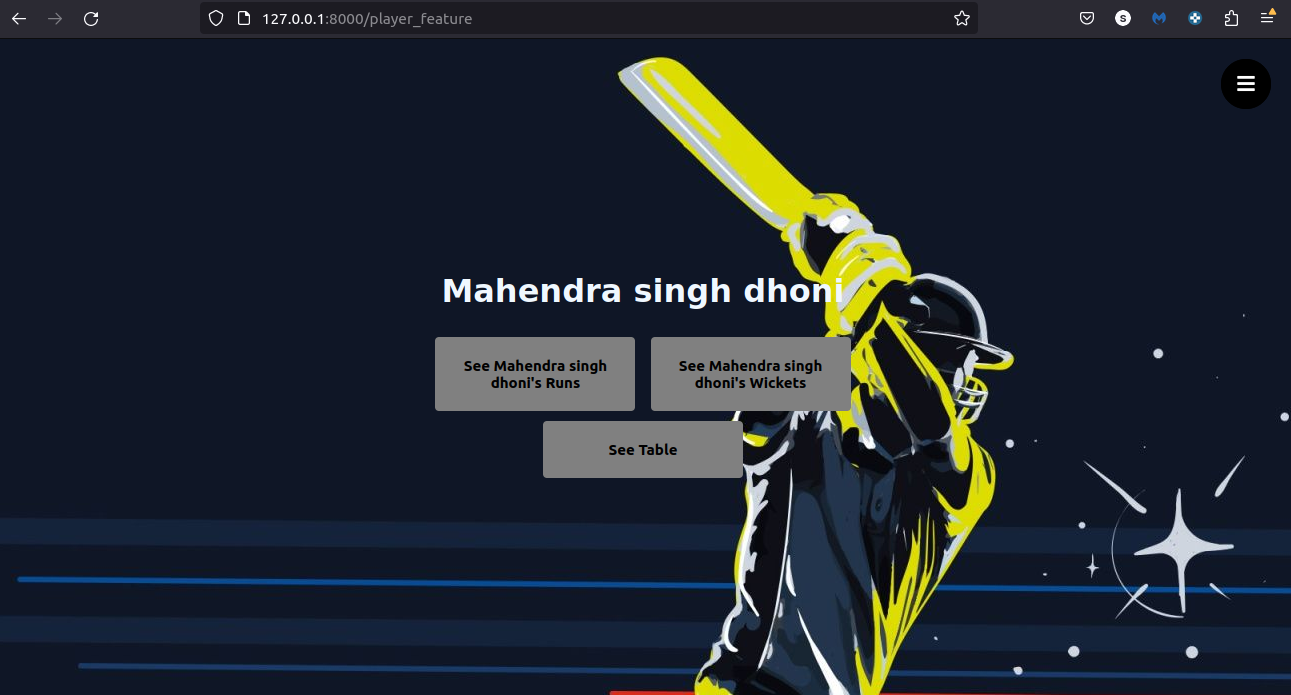 127.0.0.1:8000/player_feature
S
Mahendra singh dhoni
See Mahendra singh
dhoni's Runs
See Mahendra singh
dhoni's Wickets
See Table